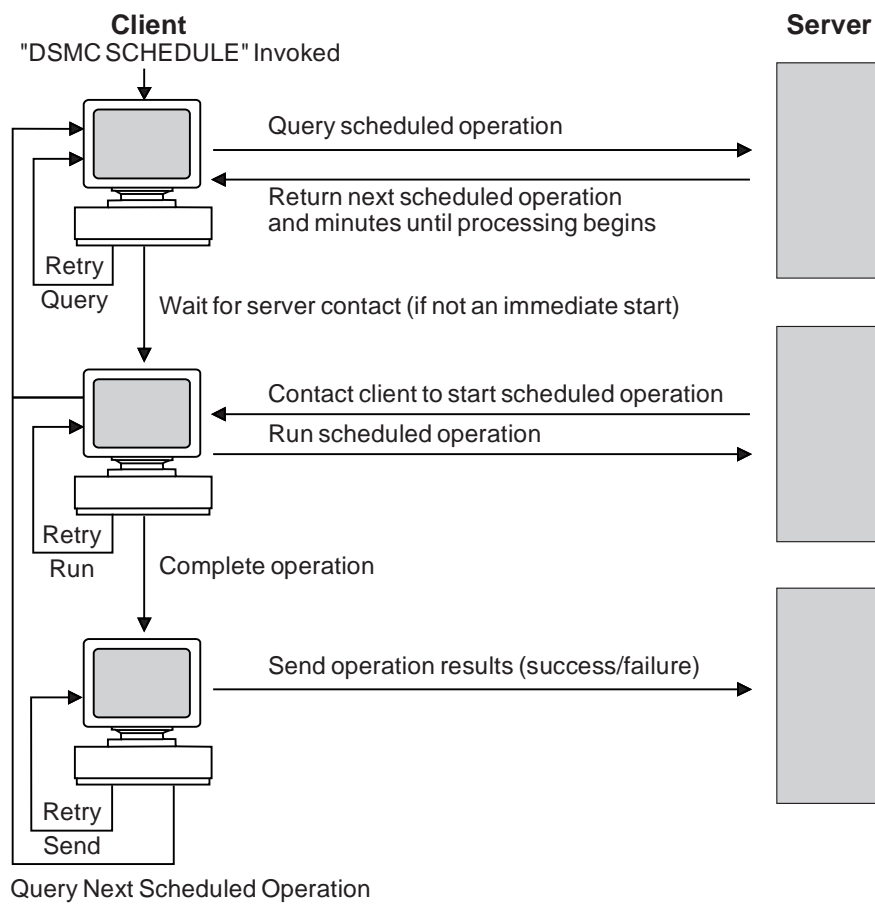 Client
Server
"DSMC SCHEDULE" Invoked
Query scheduled operation
Return next scheduled operation
and minutes until processing begins
Retry
Query
Wait for server contact (if not an immediate start)
Contact client to start scheduled operation
Run scheduled operation
Retry
Run
Complete operation
Send operation results (success/failure)
Retry
Send
Query Next Scheduled Operation